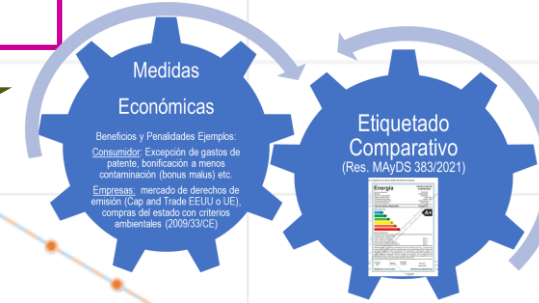 Medidas
Económicas
Beneficios y Penalidades Ejemplos:
Consumidor: Excepción de gastos de
patente, bonificación a menos
contaminación (bonus malus) etc.
Empresas: mercado de derechos de
emisión (Cap and Trade EEUU o UE),
compras del estado con criterios
ambientales (2009/33/CE)
Etiquetado
Comparativo
(Res. MAyDS 383/2021)
Energía